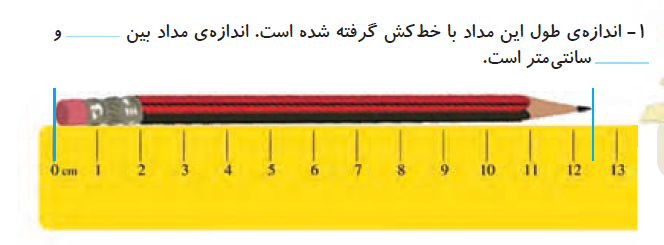 ۱- اندازه‌ی طول این مداد با خط‌کش گرفته شده است. اندازه‌ی مداد بین ______ و
______ سانتی‌متر است.
0 cm 1 2 3 4 5 6 7 8 9 10 11 12 13